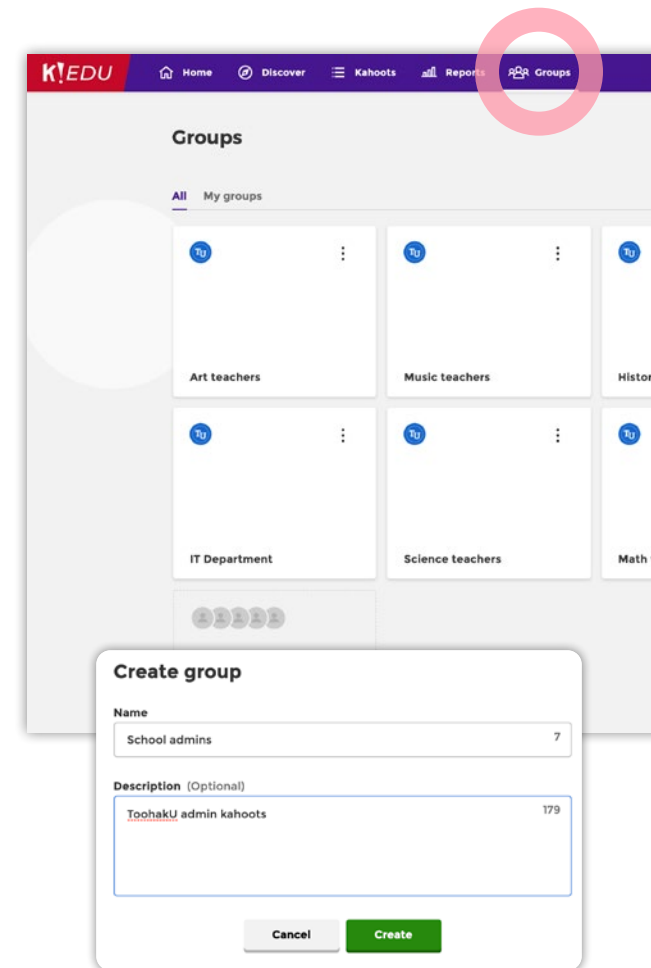 K!EDU Home Discover Kahoots Reports Groups
Groups
All My groups
TU TU TU
Art teachers Music teachers Histor
TU TU TU
IT Department Science teachers Math
Create group
Name
School admins 7
Description (Optional)
ToohakU admin kahoots 179
Cancel Create